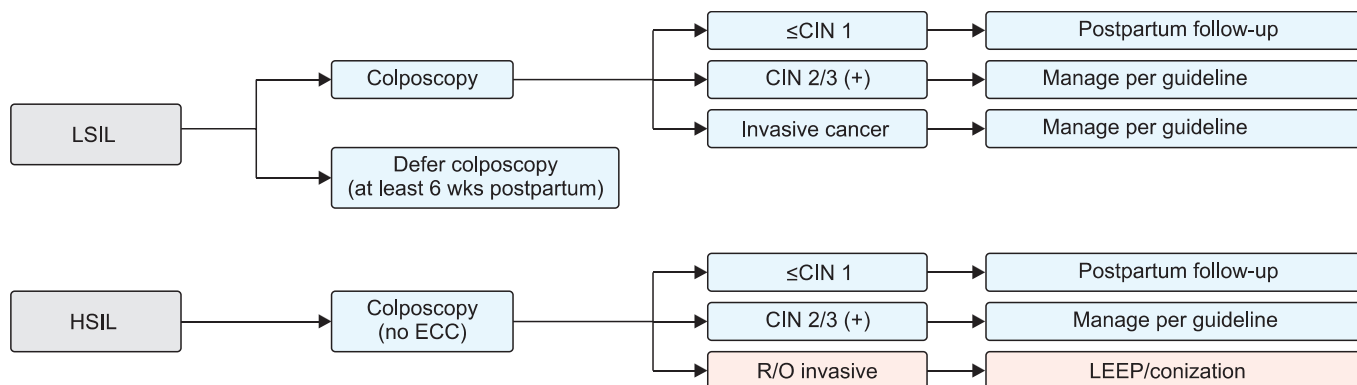 ≤CIN 1
Postpartum follow-up
Colposcopy
CIN 2/3 (+)
Manage per guideline
LSIL
Invasive cancer
Manage per guideline
Defer colposcopy
(at least 6 wks postpartum)
≤CIN 1
Postpartum follow-up
HSIL
Colposcopy
(no ECC)
CIN 2/3 (+)
Manage per guideline
R/O invasive
LEEP/conization